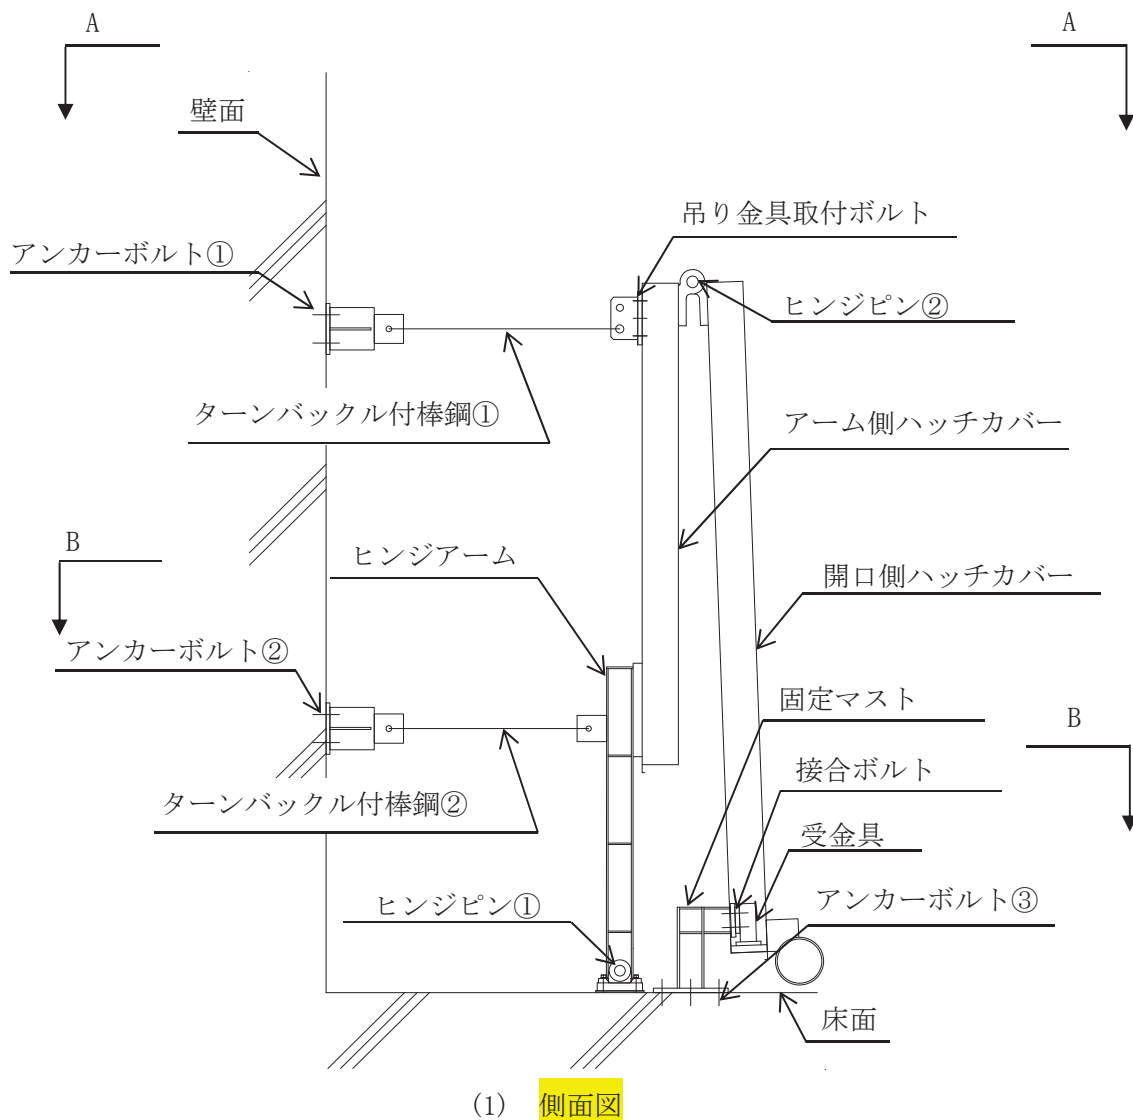 A
A
壁面
吊り金具取付ボルト
アンカーボルト①
ヒンジピン②
ターンバックル付棒鋼①
アーム側ハッチカバー
B
ヒンジアーム
開口側ハッチカバー
アンカーボルト②
固定マスト
B
接合ボルト
ターンバックル付棒鋼②
受金具
ヒンジピン①
アンカーボルト③
床面
(1) 側面図